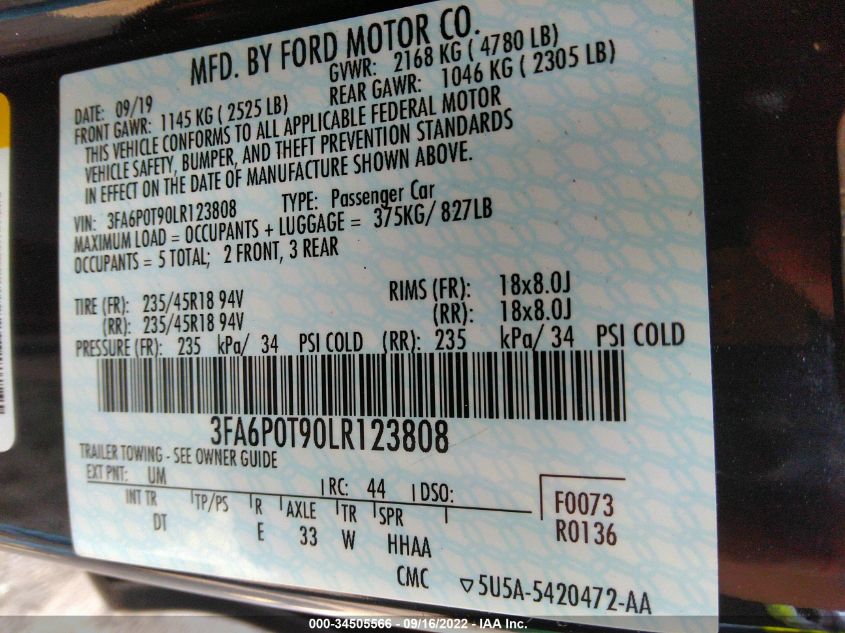 MFD. BY FORD MOTOR CO.
DATE: 09/19 GVWR: 2168 KG ( 4780 LB)
FRONT GAWR: 1145 KG ( 2525 LB) REAR GAWR: 1046 KG ( 2305 LB)
THIS VEHICLE CONFORMS TO ALL APPLICABLE FEDERAL MOTOR
VEHICLE SAFETY, BUMPER, AND THEFT PREVENTION STANDARDS
IN EFFECT ON THE DATE OF MANUFACTURE SHOWN ABOVE.
VIN: 3FA6P0T90LR123808 TYPE: Passenger Car
MAXIMUM LOAD = OCCUPANTS + LUGGAGE = 375KG/ 827LB
OCCUPANTS = 5 TOTAL; 2 FRONT, 3 REAR
TIRE (FR): 235/45R18 94V RIMS (FR): 18x8.0J
(RR): 235/45R18 94V (RR): 18x8.0J
PRESSURE (FR): 235 kPa/ 34 PSI COLD (RR): 235 kPa/ 34 PSI COLD
3FA6P0T90LR123808
TRAILER TOWING - SEE OWNER GUIDE
EXT PNT: UM RC: 44 DSO:
INT TR TP/PS R AXLE TR SPR
DT E 33 W HHAA
F0073
R0136
CMC ▽5U5A-5420472-AA
000-34505566 - 09/16/2022 - IAA Inc.